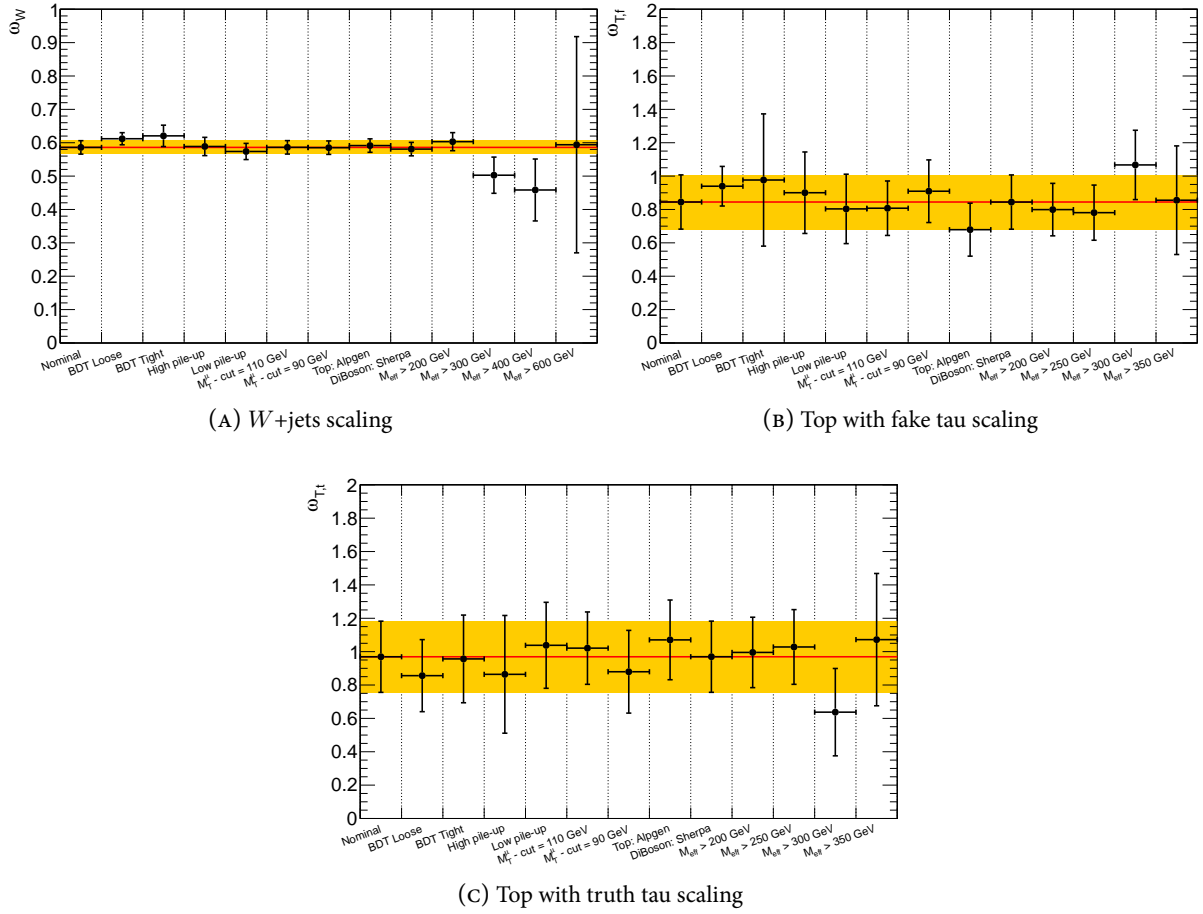 ω_W
1
0.9
0.8
0.7
0.6
0.5
0.4
0.3
0.2
0.1
0
Nominal
BDT Loose
BDT Tight
High pile-up
Low pile-up
M_T^μ - cut = 110 GeV
M_T^μ - cut = 90 GeV
Top: Alpgen
DiBoson: Sherpa
M_eff > 200 GeV
M_eff > 300 GeV
M_eff > 400 GeV
M_eff > 600 GeV
(A) W+jets scaling
ω_T,f
2
1.8
1.6
1.4
1.2
1
0.8
0.6
0.4
0.2
0
Nominal
BDT Loose
BDT Tight
High pile-up
Low pile-up
M_T^μ - cut = 110 GeV
M_T^μ - cut = 90 GeV
Top: Alpgen
DiBoson: Sherpa
M_eff > 200 GeV
M_eff > 250 GeV
M_eff > 300 GeV
M_eff > 350 GeV
(B) Top with fake tau scaling
ω_T,t
2
1.8
1.6
1.4
1.2
1
0.8
0.6
0.4
0.2
0
Nominal
BDT Loose
BDT Tight
High pile-up
Low pile-up
M_T^μ - cut = 110 GeV
M_T^μ - cut = 90 GeV
Top: Alpgen
DiBoson: Sherpa
M_eff > 200 GeV
M_eff > 250 GeV
M_eff > 300 GeV
M_eff > 350 GeV
(C) Top with truth tau scaling